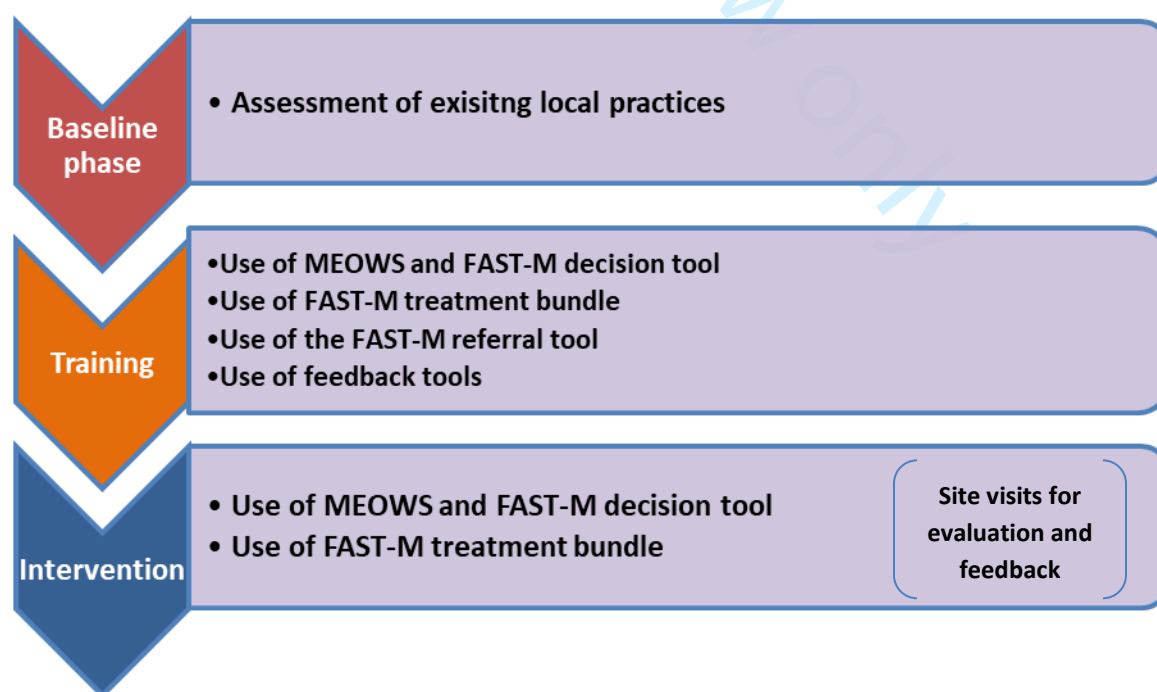 w only
Baseline
phase
• Assessment of exisitng local practices
Training
•Use of MEOWS and FAST-M decision tool
•Use of FAST-M treatment bundle
•Use of the FAST-M referral tool
•Use of feedback tools
Intervention
• Use of MEOWS and FAST-M decision tool
• Use of FAST-M treatment bundle
Site visits for
evaluation and
feedback